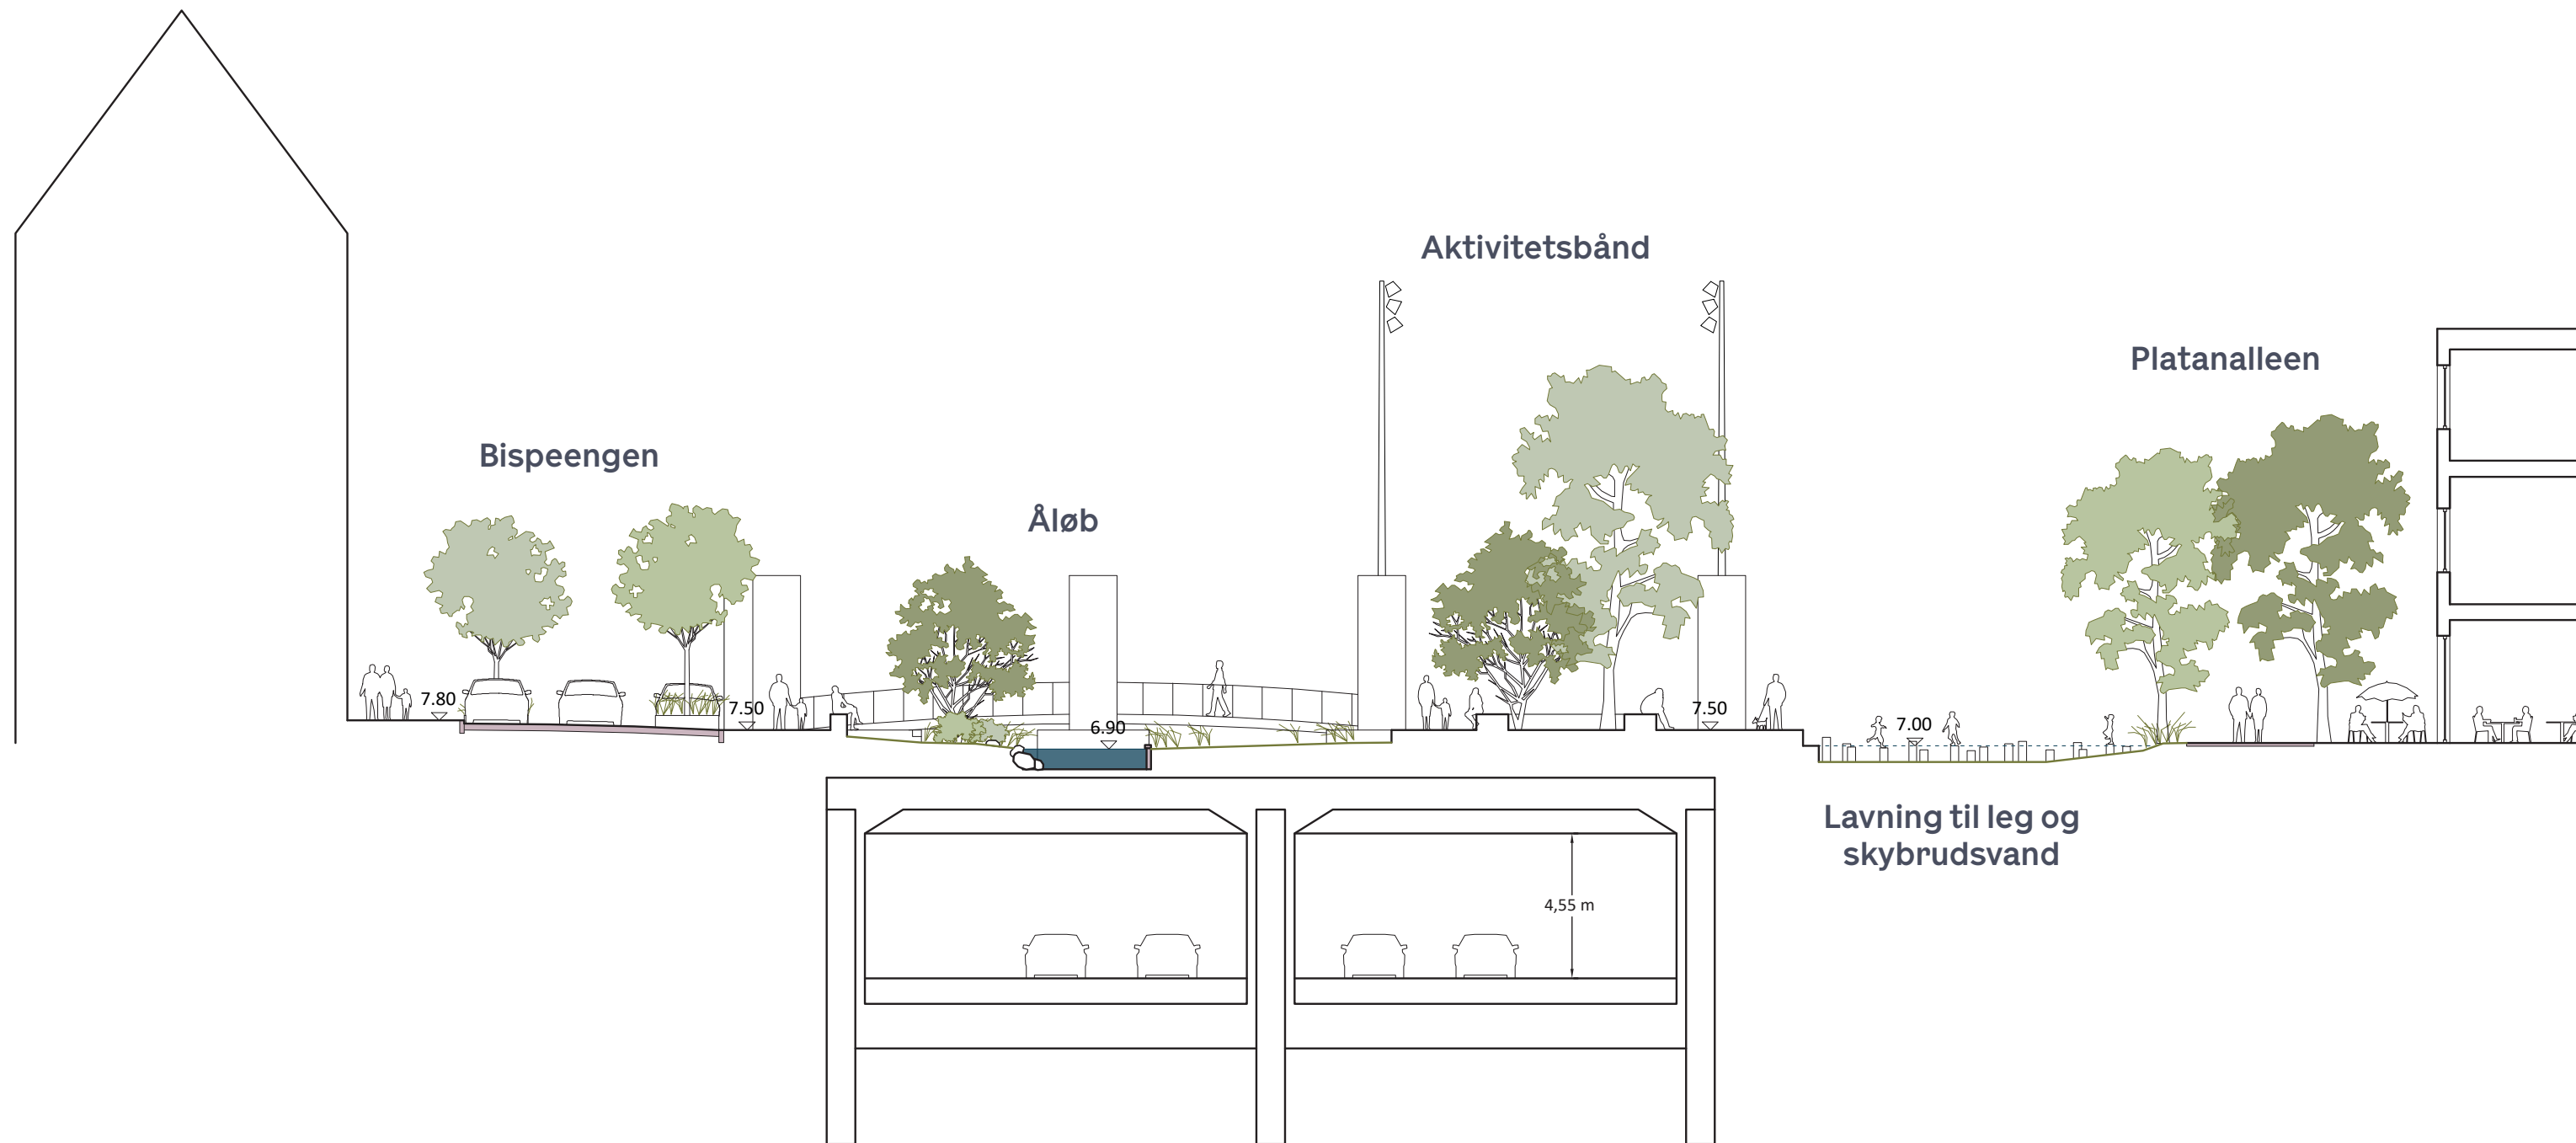 Aktivitetsbånd
Platanalleen
Bispeengen
Åløb
7.80
7.50
6.90
7.50
7.00
Lavning til leg og
skybrudsvand
4,55 m